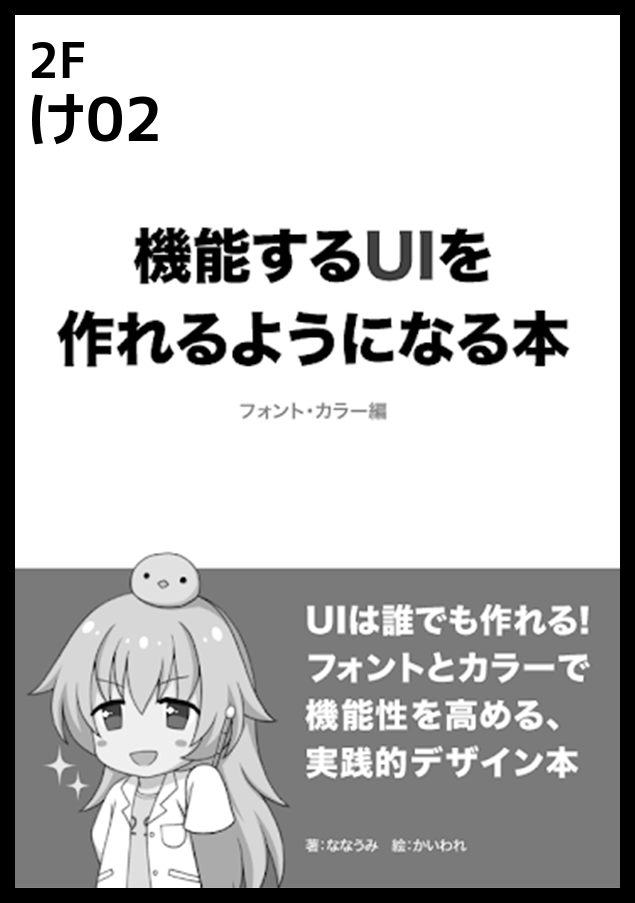 2F
け02
機能するUIを
作れるようになる本
フォント・カラー編
UIは誰でも作れる!
フォントとカラーで
機能性を高める、
実践的デザイン本
著:ななうみ 絵:かいわれ